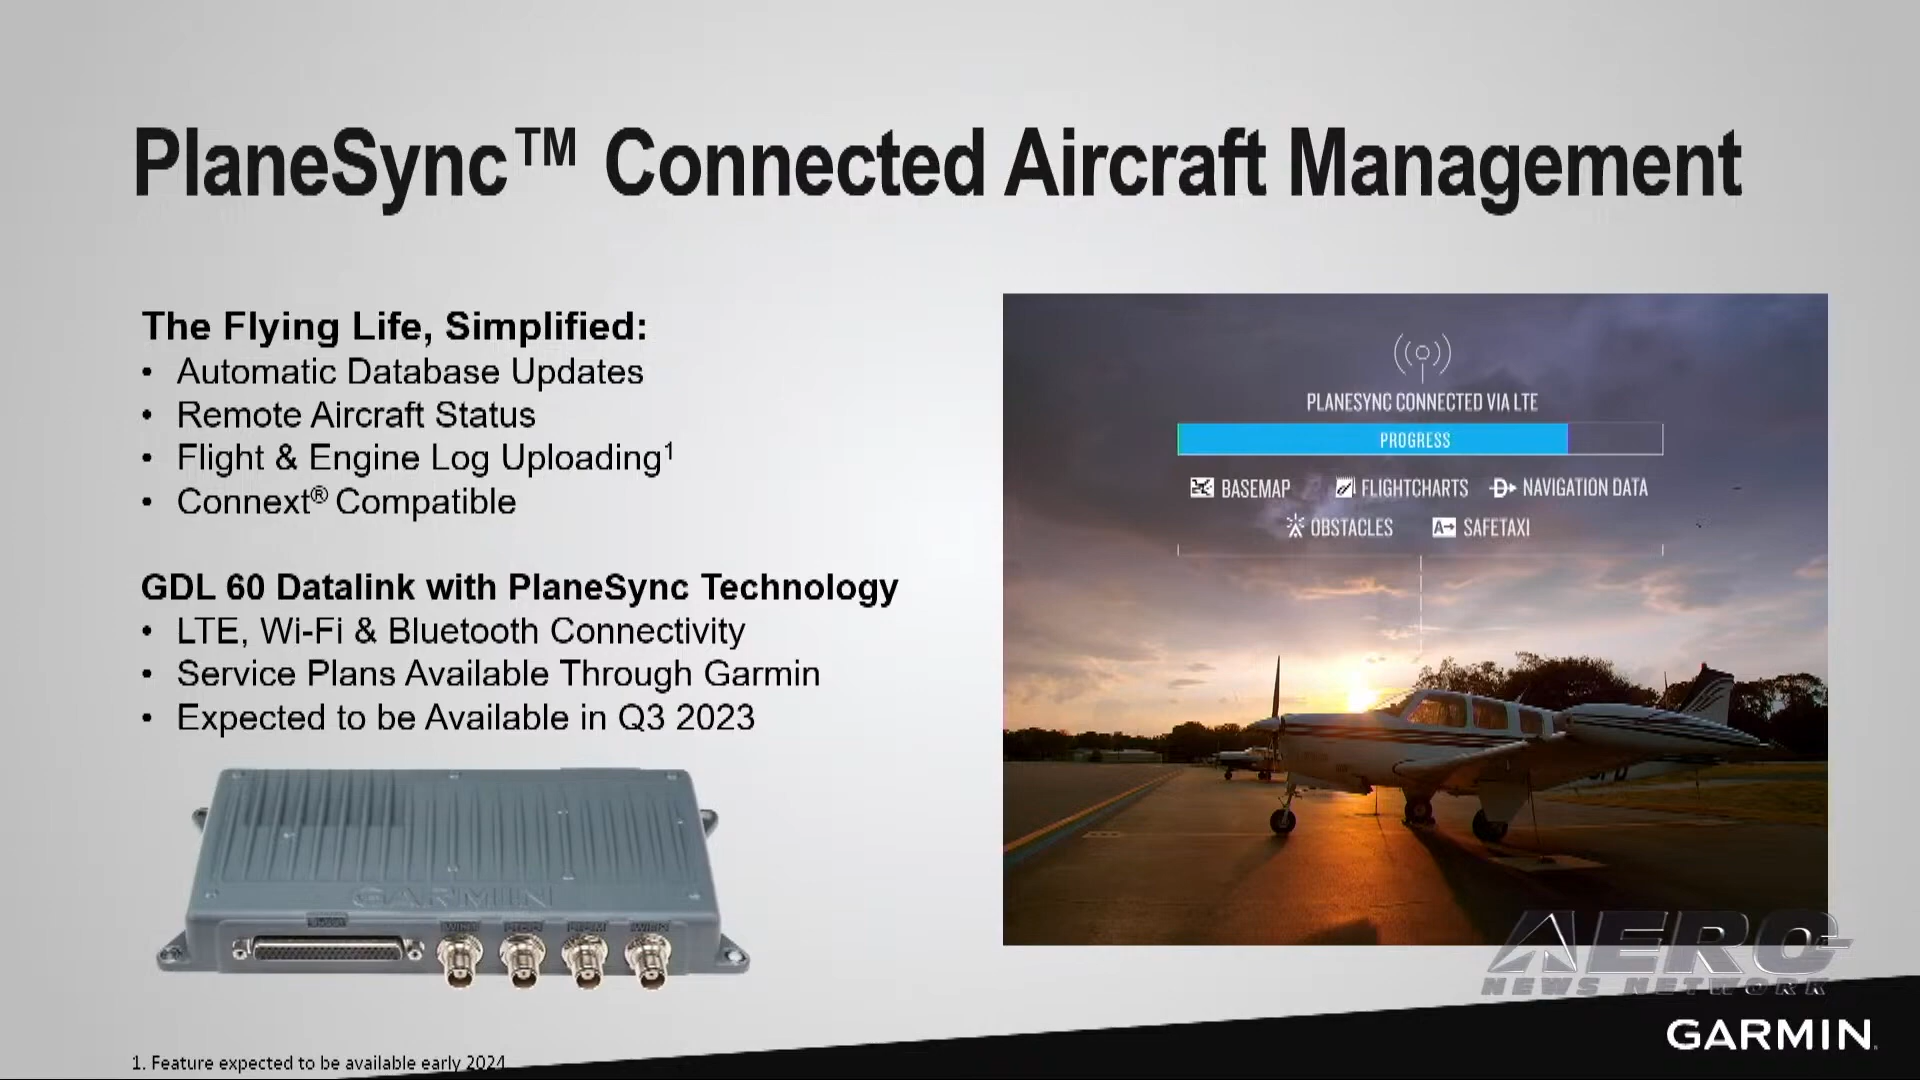 PlaneSync™ Connected Aircraft Management
The Flying Life, Simplified:
• Automatic Database Updates
• Remote Aircraft Status
• Flight & Engine Log Uploading¹
• Connext® Compatible
GDL 60 Datalink with PlaneSync Technology
• LTE, Wi-Fi & Bluetooth Connectivity
• Service Plans Available Through Garmin
• Expected to be Available in Q3 2023
GARMIN
PLANESYNC CONNECTED VIA LTE
PROGRESS
BASEMAP FLIGHTCHARTS NAVIGATION DATA
OBSTACLES SAFETAXI
AERO
NEWS NETWORK
GARMIN
1. Feature expected to be available early 2024